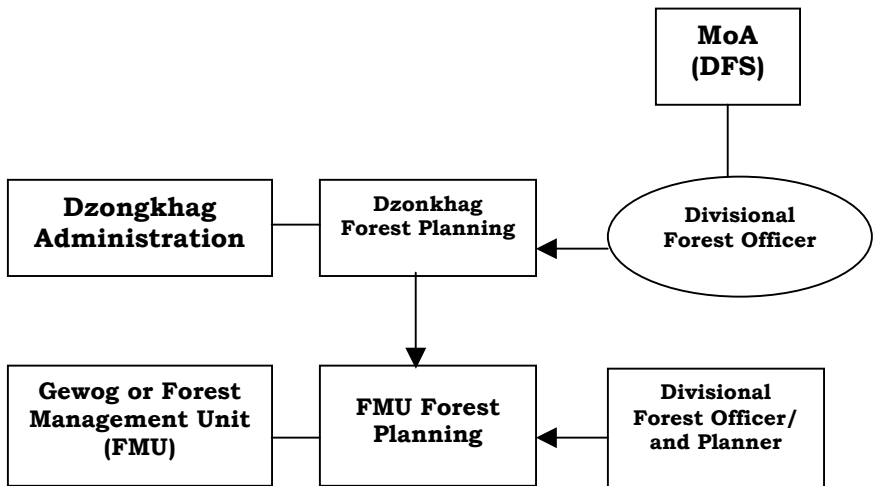 MoA
(DFS)
Dzongkhag
Administration
Dzonkhag
Forest Planning
Divisional
Forest Officer
Gewog or Forest
Management Unit
(FMU)
FMU Forest
Planning
Divisional
Forest Officer/
and Planner